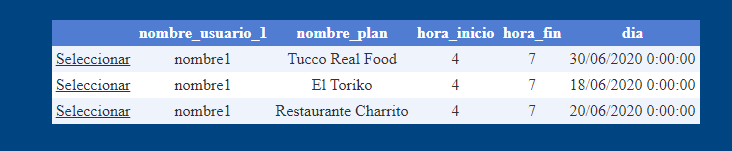 nombre_usuario_1 nombre_plan hora_inicio hora_fin dia
Seleccionar nombre1 Tucco Real Food 4 7 30/06/2020 0:00:00
Seleccionar nombre1 El Toriko 4 7 18/06/2020 0:00:00
Seleccionar nombre1 Restaurante Charrito 4 7 20/06/2020 0:00:00